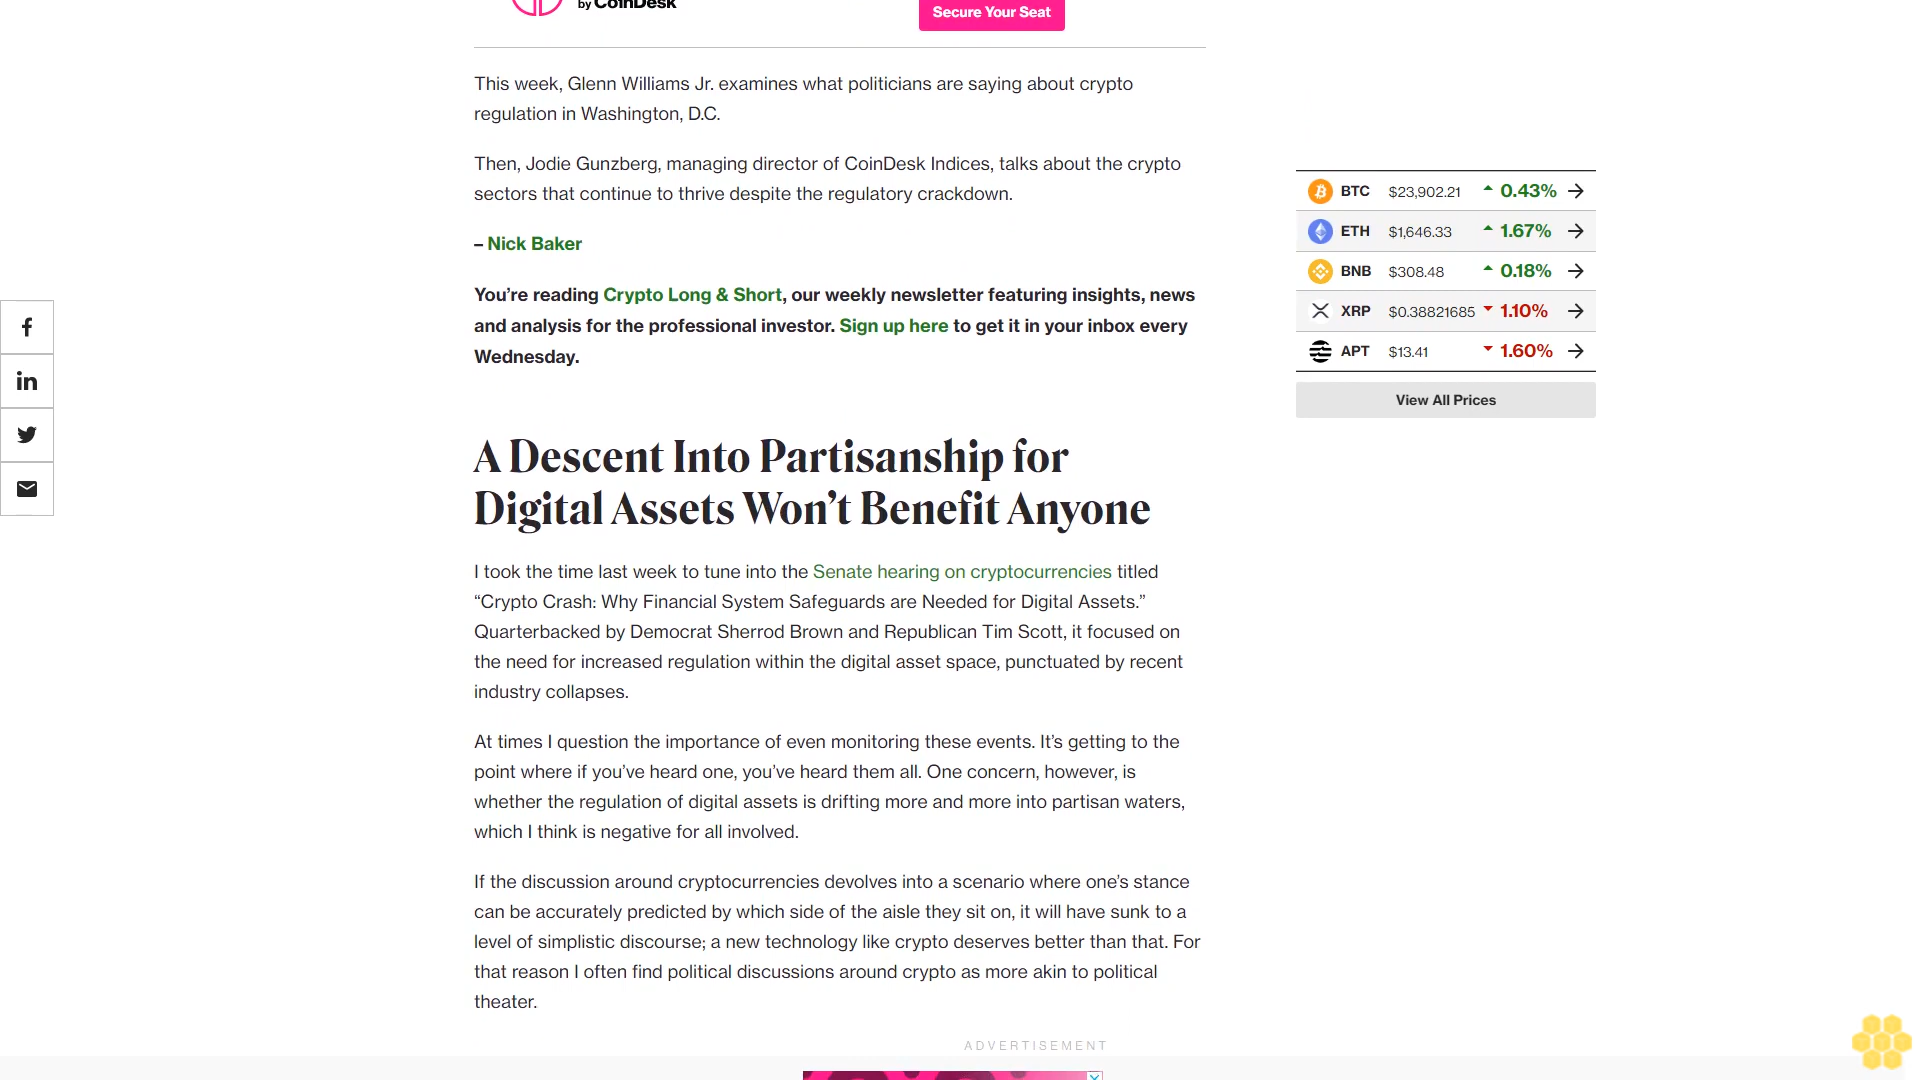 by CoinDesk
Secure Your Seat
This week, Glenn Williams Jr. examines what politicians are saying about crypto
regulation in Washington, D.C.
Then, Jodie Gunzberg, managing director of CoinDesk Indices, talks about the crypto
sectors that continue to thrive despite the regulatory crackdown.
– Nick Baker
You’re reading Crypto Long & Short, our weekly newsletter featuring insights, news
and analysis for the professional investor. Sign up here to get it in your inbox every
Wednesday.
A Descent Into Partisanship for
Digital Assets Won’t Benefit Anyone
I took the time last week to tune into the Senate hearing on cryptocurrencies titled
“Crypto Crash: Why Financial System Safeguards are Needed for Digital Assets.”
Quarterbacked by Democrat Sherrod Brown and Republican Tim Scott, it focused on
the need for increased regulation within the digital asset space, punctuated by recent
industry collapses.
At times I question the importance of even monitoring these events. It’s getting to the
point where if you’ve heard one, you’ve heard them all. One concern, however, is
whether the regulation of digital assets is drifting more and more into partisan waters,
which I think is negative for all involved.
If the discussion around cryptocurrencies devolves into a scenario where one’s stance
can be accurately predicted by which side of the aisle they sit on, it will have sunk to a
level of simplistic discourse; a new technology like crypto deserves better than that. For
that reason I often find political discussions around crypto as more akin to political
theater.
ADVERTISEMENT
BTC $23,902.21 0.43%
ETH $1,646.33 1.67%
BNB $308.48 0.18%
XRP $0.38821685 1.10%
APT $13.41 1.60%
View All Prices